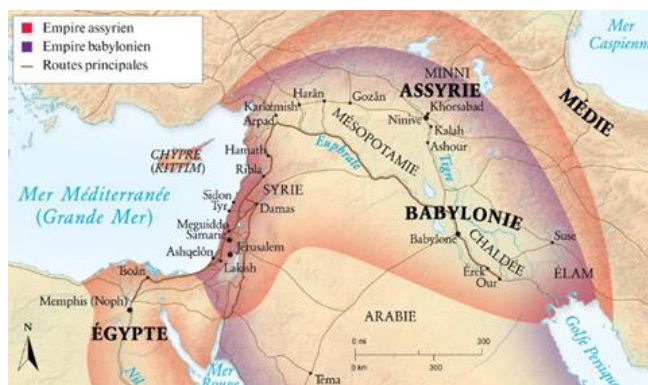 Empire assyrien
Empire babylonien
Routes principales
Mer
Caspienne
MINNI
ASSYRIE
MÉDIE
Harân
Gozân
Khorsabad
Karkemish
Arpad
Ninive
Kalah
MÉSOPOTAMIE
Ashour
Hamath
CHYPRE
(KITTIM)
Euphrate
Tigre
Ribla
Mer Méditerranée
(Grande Mer)
Sidon
SYRIE
Tyr
Damas
BABYLONIE
Meguiddo
Samarie
Babylone
Suse
CHALDÉE
Jérusalem
Ashqelôn
Lakish
Érek
Our
ÉLAM
Tsoân
Memphis (Noph)
ÉGYPTE
ARABIE
Golfe Persique
N
0 mi 300
0 km 300
Nil
Mer
Rouge
Tema